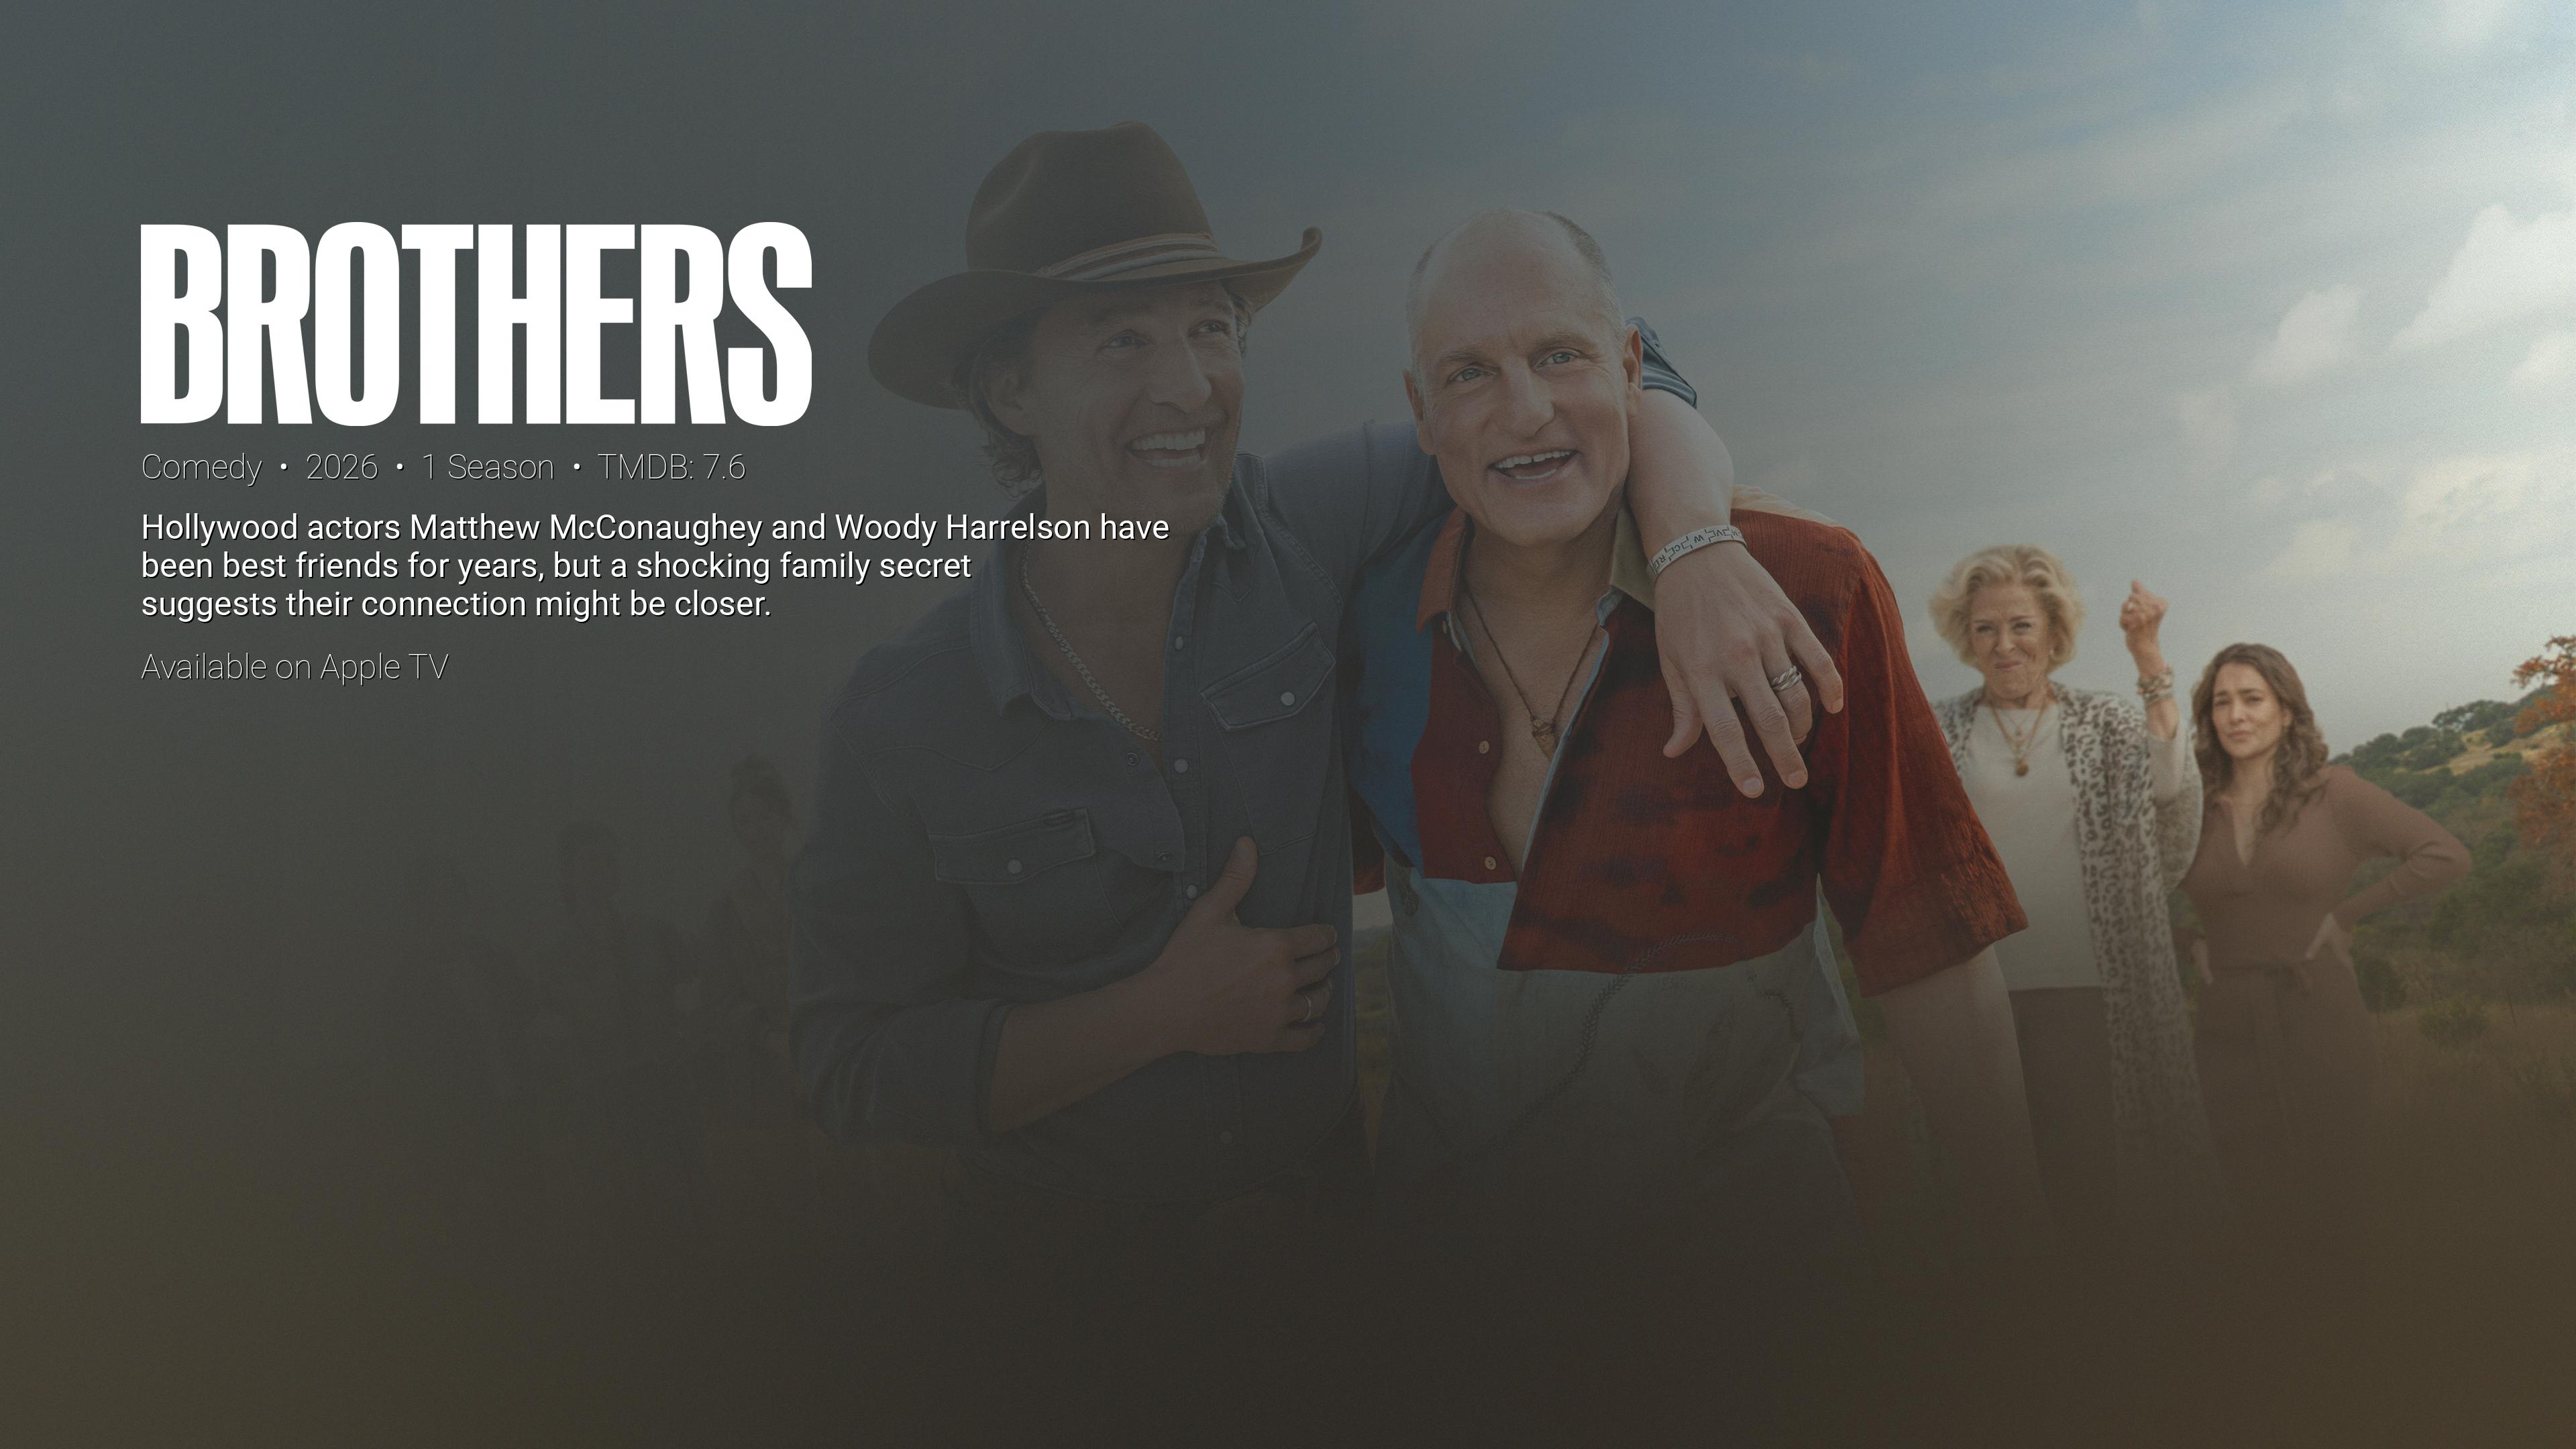 BROTHERS
Comedy • 2026 • 1 Season • TMDB: 7.6
Hollywood actors Matthew McConaughey and Woody Harrelson have
been best friends for years, but a shocking family secret
suggests their connection might be closer.
Available on Apple TV